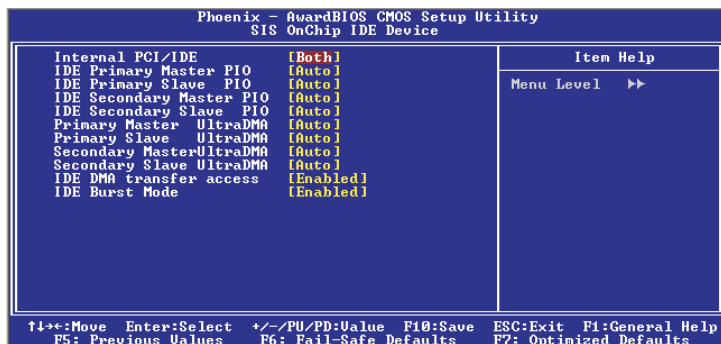 Phoenix - AwardBIOS CMOS Setup Utility
SIS OnChip IDE Device
Internal PCI/IDE [Both]
IDE Primary Master PIO [Auto]
IDE Primary Slave PIO [Auto]
IDE Secondary Master PIO [Auto]
IDE Secondary Slave PIO [Auto]
Primary Master UltraDMA [Auto]
Primary Slave UltraDMA [Auto]
Secondary MasterUltraDMA [Auto]
Secondary Slave UltraDMA [Auto]
IDE DMA transfer access [Enabled]
IDE Burst Mode [Enabled]
Item Help
Menu Level ▸▸
↑↓→←:Move Enter:Select +/-/PU/PD:Value F10:Save ESC:Exit F1:General Help
F5: Previous Values F6: Fail-Safe Defaults F7: Optimized Defaults